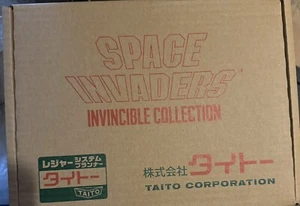 SPACE
INVADERS™
INVINCIBLE COLLECTION
レジャーシステムプランナー
タイトー
TAITO
株式会社タイトー
TAITO CORPORATION